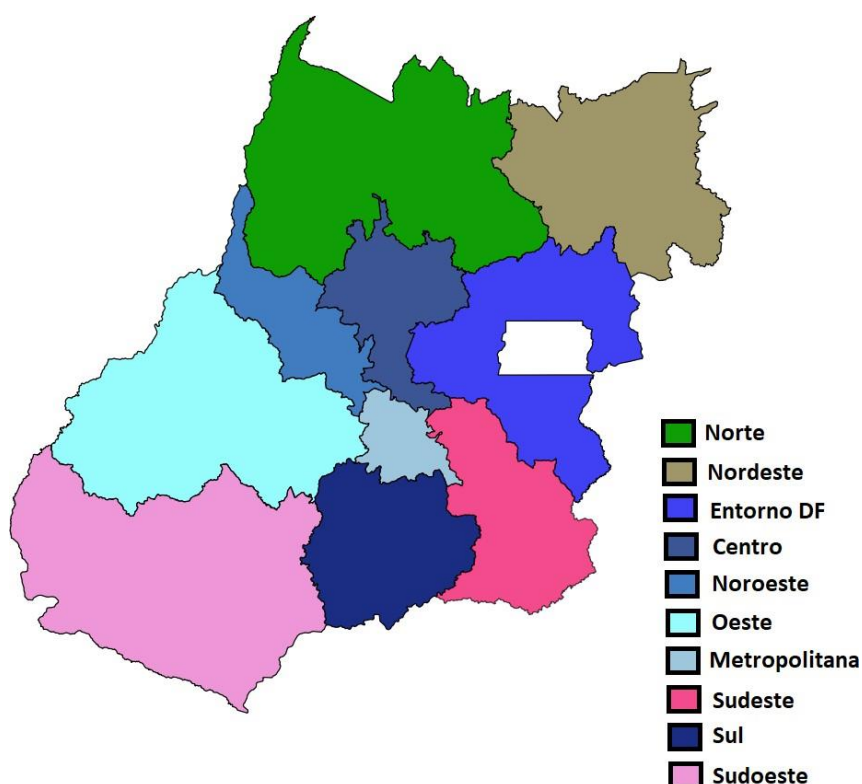 Norte
Nordeste
Entorno DF
Centro
Noroeste
Oeste
Metropolitana
Sudeste
Sul
Sudoeste